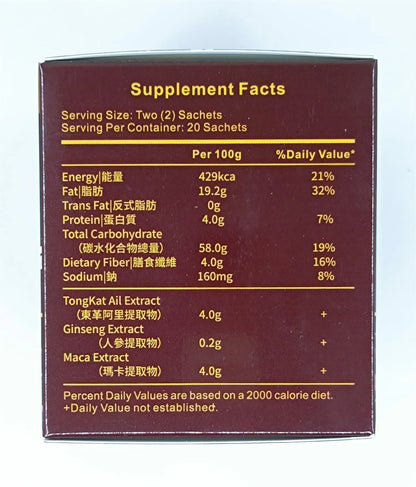 Supplement Facts
Serving Size: Two (2) Sachets
Serving Per Container: 20 Sachets
Per 100g %Daily Value*
Energy|能量 429kca 21%
Fat|脂肪 19.2g 32%
Trans Fat|反式脂肪 0g
Protein|蛋白質 4.0g 7%
Total Carbohydrate
(碳水化合物總量) 58.0g 19%
Dietary Fiber|膳食纖維 4.0g 16%
Sodium|鈉 160mg 8%
TongKat Ail Extract
(東革阿里提取物) 4.0g +
Ginseng Extract
(人參提取物) 0.2g +
Maca Extract
(瑪卡提取物) 4.0g +
Percent Daily Values are based on a 2000 calorie diet.
+Daily Value not established.